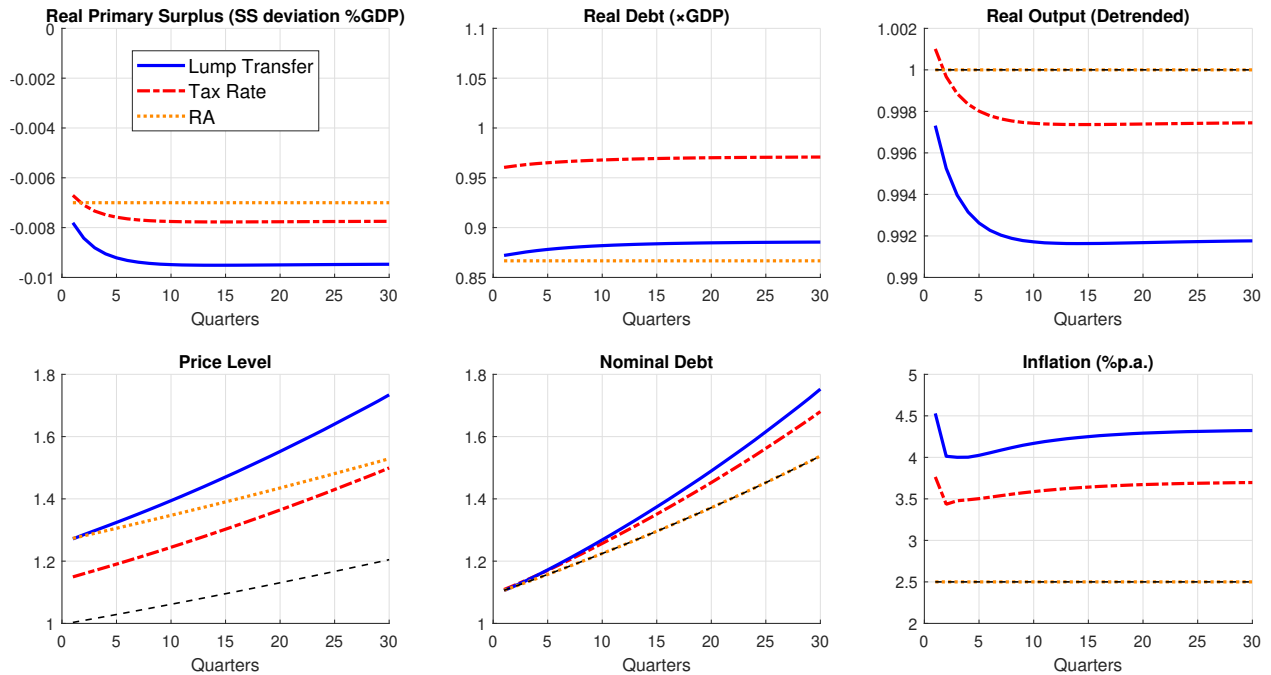 Real Primary Surplus (SS deviation %GDP)
0
-0.002
-0.004
-0.006
-0.008
-0.01
0 5 10 15 20 25 30
Quarters
Lump Transfer
Tax Rate
RA
Real Debt (×GDP)
1.1
1.05
1
0.95
0.9
0.85
0 5 10 15 20 25 30
Quarters
Real Output (Detrended)
1.002
1
0.998
0.996
0.994
0.992
0.99
0 5 10 15 20 25 30
Quarters
Price Level
1.8
1.6
1.4
1.2
1
0 5 10 15 20 25 30
Quarters
Nominal Debt
1.8
1.6
1.4
1.2
1
0 5 10 15 20 25 30
Quarters
Inflation (%p.a.)
5
4.5
4
3.5
3
2.5
2
0 5 10 15 20 25 30
Quarters